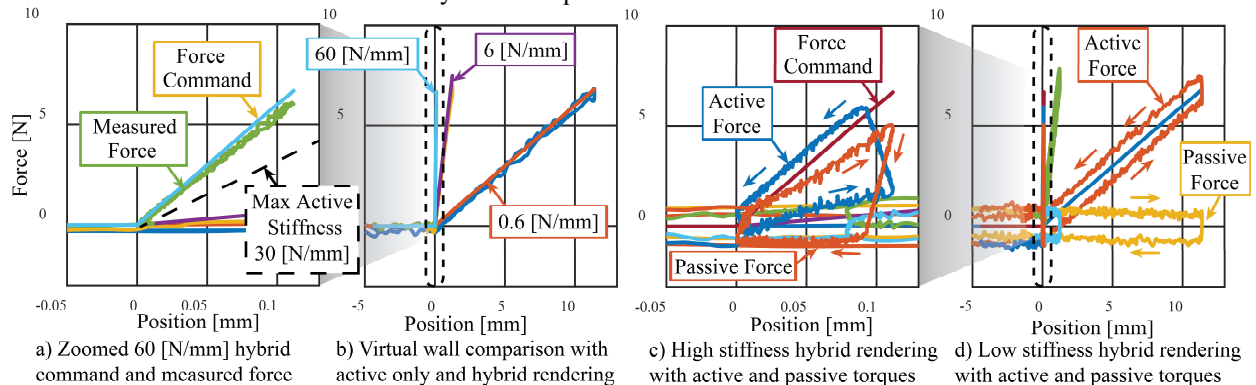 10
5
0
Force [N]
Force
Command
Measured
Force
Max Active
Stiffness
30 [N/mm]
-0.05
0
0.05
0.1
Position [mm]
a) Zoomed 60 [N/mm] hybrid
command and measured force
10
5
0
60 [N/mm]
6 [N/mm]
0.6 [N/mm]
-5
0
5
10
Position [mm]
b) Virtual wall comparison with
active only and hybrid rendering
10
5
0
Force
Command
Active
Force
Passive Force
-0.05
0
0.05
0.1
Position [mm]
c) High stiffness hybrid rendering
with active and passive torques
10
5
0
Active
Force
Passive
Force
-5
0
5
10
Position [mm]
d) Low stiffness hybrid rendering
with active and passive torques